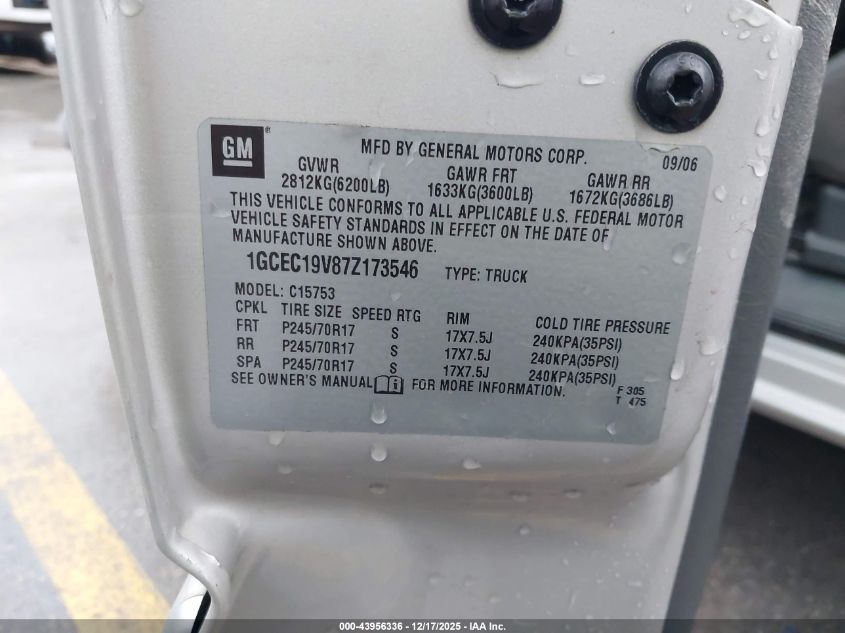 GM
MFD BY GENERAL MOTORS CORP. 09/06
GVWR GAWR FRT GAWR RR
2812KG(6200LB) 1633KG(3600LB) 1672KG(3686LB)
THIS VEHICLE CONFORMS TO ALL APPLICABLE U.S. FEDERAL MOTOR
VEHICLE SAFETY STANDARDS IN EFFECT ON THE DATE OF
MANUFACTURE SHOWN ABOVE.
1GCEC19V87Z173546 TYPE: TRUCK
MODEL: C15753
CPKL TIRE SIZE SPEED RTG RIM COLD TIRE PRESSURE
FRT P245/70R17 S 17X7.5J 240KPA(35PSI)
RR P245/70R17 S 17X7.5J 240KPA(35PSI)
SPA P245/70R17 S 17X7.5J 240KPA(35PSI)
SEE OWNER'S MANUAL FOR MORE INFORMATION.
F 305
T 475
000-43956336 - 12/17/2025 - IAA Inc.